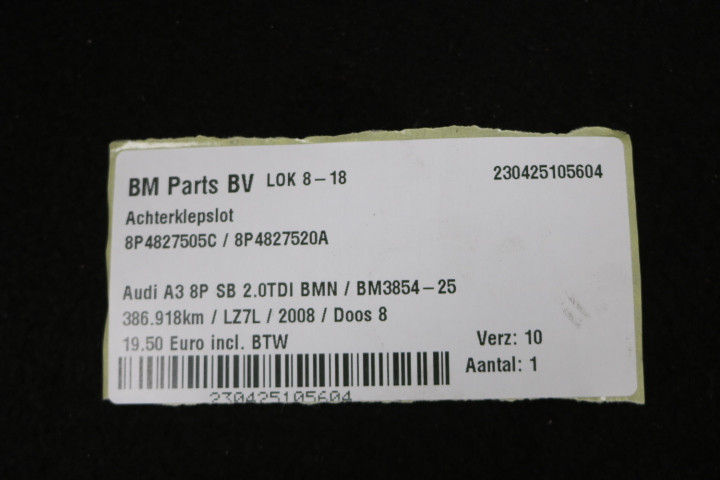 BM Parts BV LOK 8-18 230425105604
Achterklepslot
8P4827505C / 8P4827520A
Audi A3 8P SB 2.0TDI BMN / BM3854-25
386.918km / LZ7L / 2008 / Doos 8
19.50 Euro incl. BTW Verz: 10
Aantal: 1
230425105604